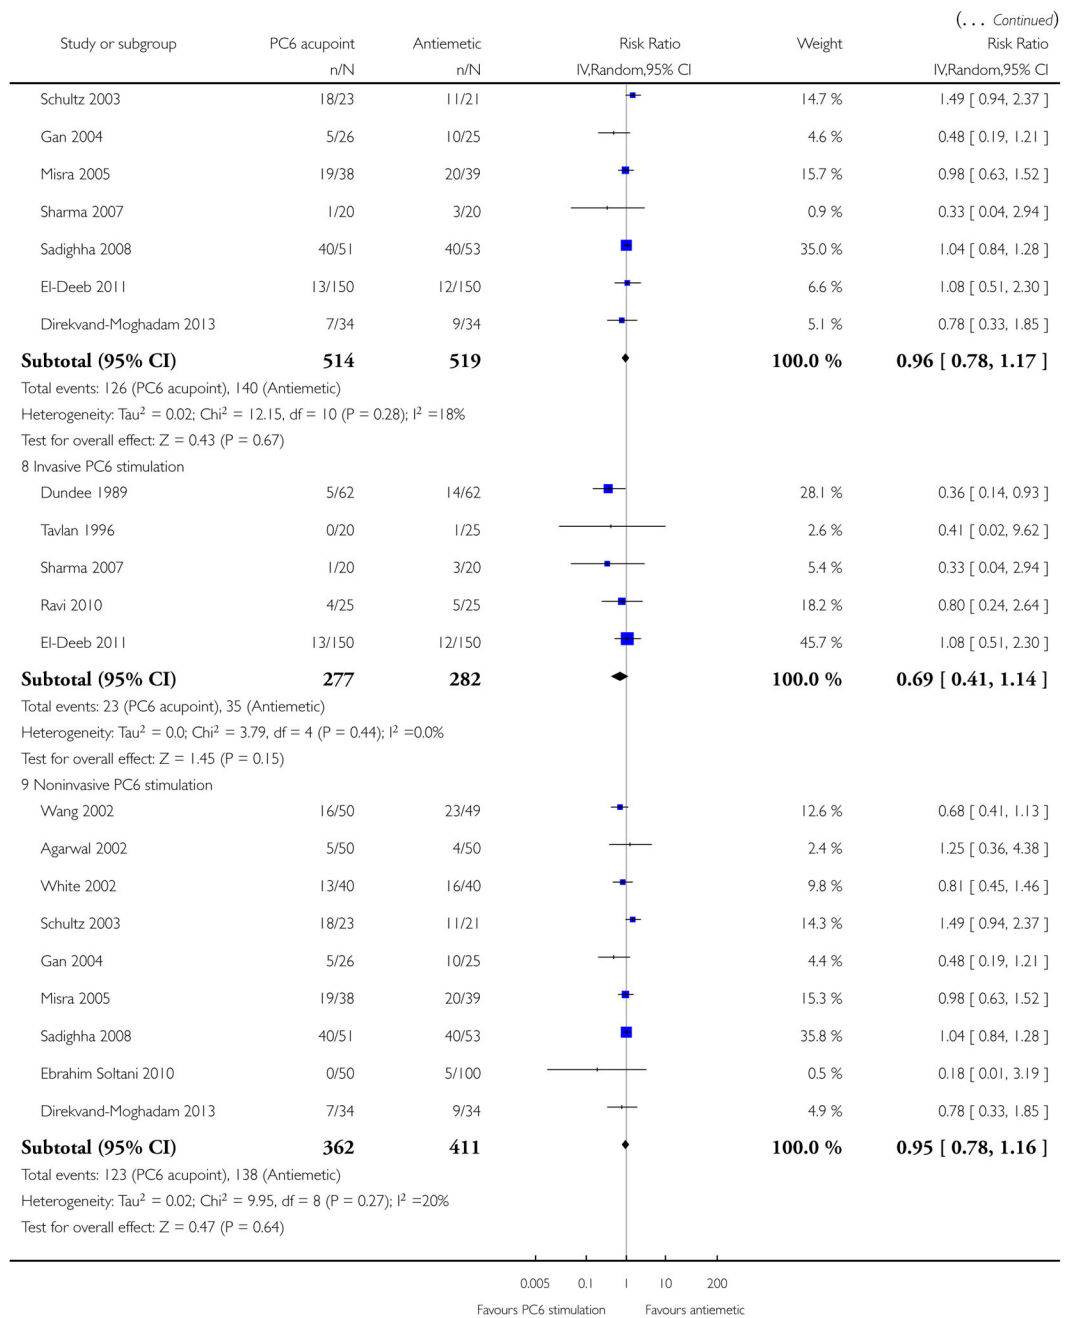 (... Continued)
Study or subgroup PC6 acupoint Antiemetic Risk Ratio Weight Risk Ratio
n/N n/N IV,Random,95% CI IV,Random,95% CI
Schultz 2003 18/23 11/21 14.7 % 1.49 [ 0.94, 2.37 ]
Gan 2004 5/26 10/25 4.6 % 0.48 [ 0.19, 1.21 ]
Misra 2005 19/38 20/39 15.7 % 0.98 [ 0.63, 1.52 ]
Sharma 2007 1/20 3/20 0.9 % 0.33 [ 0.04, 2.94 ]
Sadighha 2008 40/51 40/53 35.0 % 1.04 [ 0.84, 1.28 ]
El-Deeb 2011 13/150 12/150 6.6 % 1.08 [ 0.51, 2.30 ]
Direkvand-Moghadam 2013 7/34 9/34 5.1 % 0.78 [ 0.33, 1.85 ]
Subtotal (95% CI) 514 519 100.0 % 0.96 [ 0.78, 1.17 ]
Total events: 126 (PC6 acupoint), 140 (Antiemetic)
Heterogeneity: Tau² = 0.02; Chi² = 12.15, df = 10 (P = 0.28); I² =18%
Test for overall effect: Z = 0.43 (P = 0.67)
8 Invasive PC6 stimulation
Dundee 1989 5/62 14/62 28.1 % 0.36 [ 0.14, 0.93 ]
Tavlan 1996 0/20 1/25 2.6 % 0.41 [ 0.02, 9.62 ]
Sharma 2007 1/20 3/20 5.4 % 0.33 [ 0.04, 2.94 ]
Ravi 2010 4/25 5/25 18.2 % 0.80 [ 0.24, 2.64 ]
El-Deeb 2011 13/150 12/150 45.7 % 1.08 [ 0.51, 2.30 ]
Subtotal (95% CI) 277 282 100.0 % 0.69 [ 0.41, 1.14 ]
Total events: 23 (PC6 acupoint), 35 (Antiemetic)
Heterogeneity: Tau² = 0.0; Chi² = 3.79, df = 4 (P = 0.44); I² =0.0%
Test for overall effect: Z = 1.45 (P = 0.15)
9 Noninvasive PC6 stimulation
Wang 2002 16/50 23/49 12.6 % 0.68 [ 0.41, 1.13 ]
Agarwal 2002 5/50 4/50 2.4 % 1.25 [ 0.36, 4.38 ]
White 2002 13/40 16/40 9.8 % 0.81 [ 0.45, 1.46 ]
Schultz 2003 18/23 11/21 14.3 % 1.49 [ 0.94, 2.37 ]
Gan 2004 5/26 10/25 4.4 % 0.48 [ 0.19, 1.21 ]
Misra 2005 19/38 20/39 15.3 % 0.98 [ 0.63, 1.52 ]
Sadighha 2008 40/51 40/53 35.8 % 1.04 [ 0.84, 1.28 ]
Ebrahim Soltani 2010 0/50 5/100 0.5 % 0.18 [ 0.01, 3.19 ]
Direkvand-Moghadam 2013 7/34 9/34 4.9 % 0.78 [ 0.33, 1.85 ]
Subtotal (95% CI) 362 411 100.0 % 0.95 [ 0.78, 1.16 ]
Total events: 123 (PC6 acupoint), 138 (Antiemetic)
Heterogeneity: Tau² = 0.02; Chi² = 9.95, df = 8 (P = 0.27); I² =20%
Test for overall effect: Z = 0.47 (P = 0.64)
0.005 0.1 1 10 200
Favours PC6 stimulation Favours antiemetic